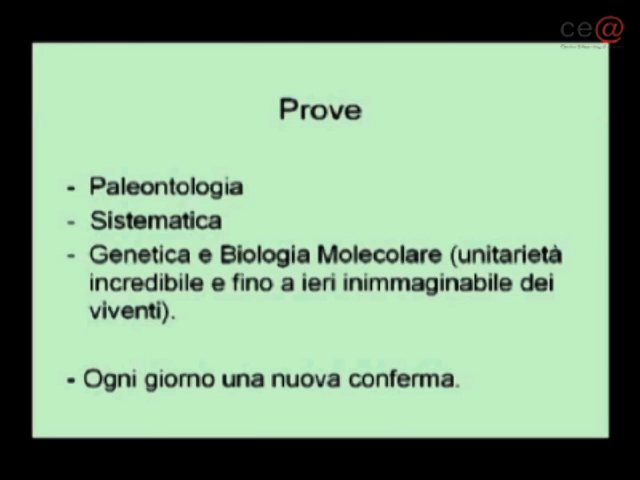 ce@
Prove
- Paleontologia
- Sistematica
- Genetica e Biologia Molecolare (unitarietà
incredibile e fino a ieri inimmaginabile dei
viventi).
- Ogni giorno una nuova conferma.